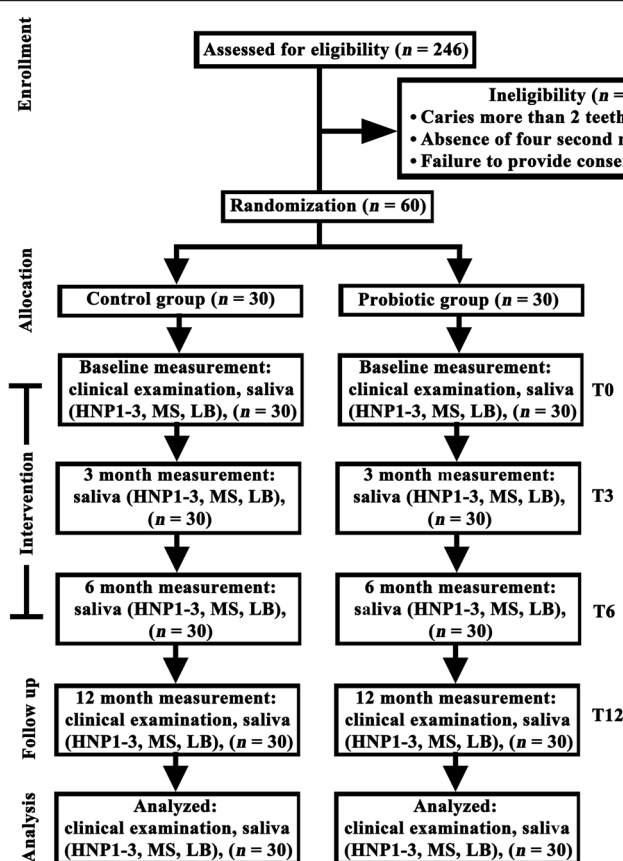 Enrollment
Assessed for eligibility (n = 246)
Ineligibility (n =
• Caries more than 2 teeth
• Absence of four second
• Failure to provide
Randomization (n = 60)
Allocation
Control group (n = 30)
Probiotic group (n = 30)
Intervention
Baseline measurement:
clinical examination, saliva
(HNP1-3, MS, LB), (n = 30)
Baseline measurement:
clinical examination, saliva
(HNP1-3, MS, LB), (n = 30)
T0
3 month measurement:
saliva (HNP1-3, MS, LB),
(n = 30)
3 month measurement:
saliva (HNP1-3, MS, LB),
(n = 30)
T3
6 month measurement:
saliva (HNP1-3, MS, LB),
(n = 30)
6 month measurement:
saliva (HNP1-3, MS, LB),
(n = 30)
T6
Follow up
12 month measurement:
clinical examination, saliva
(HNP1-3, MS, LB), (n = 30)
12 month measurement:
clinical examination, saliva
(HNP1-3, MS, LB), (n = 30)
T12
Analysis
Analyzed:
clinical examination, saliva
(HNP1-3, MS, LB), (n = 30)
Analyzed:
clinical examination, saliva
(HNP1-3, MS, LB), (n = 30)